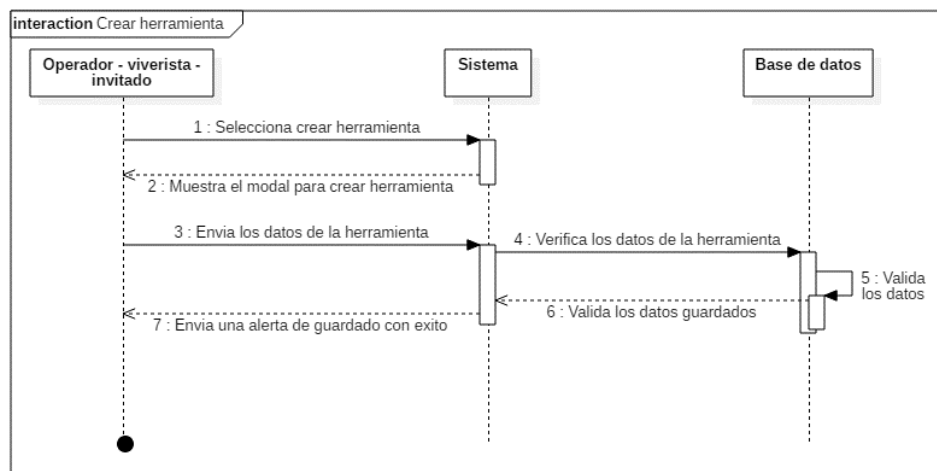 interaction Crear herramienta
Operador - viverista -
invitado
Sistema
Base de datos
1 : Selecciona crear herramienta
2 : Muestra el modal para crear herramienta
3 : Envia los datos de la herramienta
4 : Verifica los datos de la herramienta
5 : Valida
los datos
6 : Valida los datos guardados
7 : Envia una alerta de guardado con exito